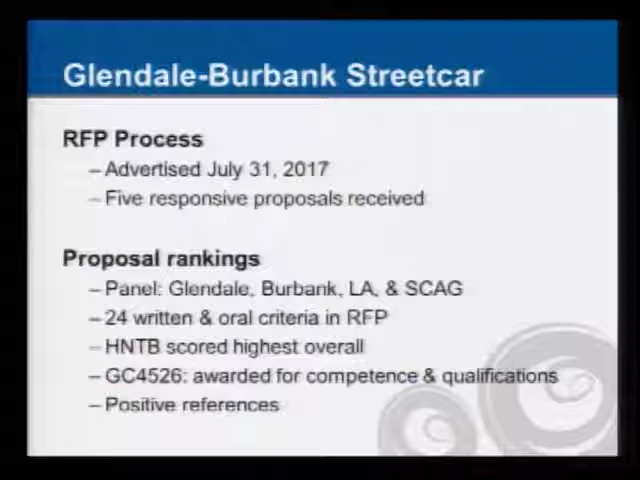 Glendale-Burbank Streetcar
RFP Process
– Advertised July 31, 2017
– Five responsive proposals received
Proposal rankings
– Panel: Glendale, Burbank, LA, & SCAG
– 24 written & oral criteria in RFP
– HNTB scored highest overall
– GC4526: awarded for competence & qualifications
– Positive references